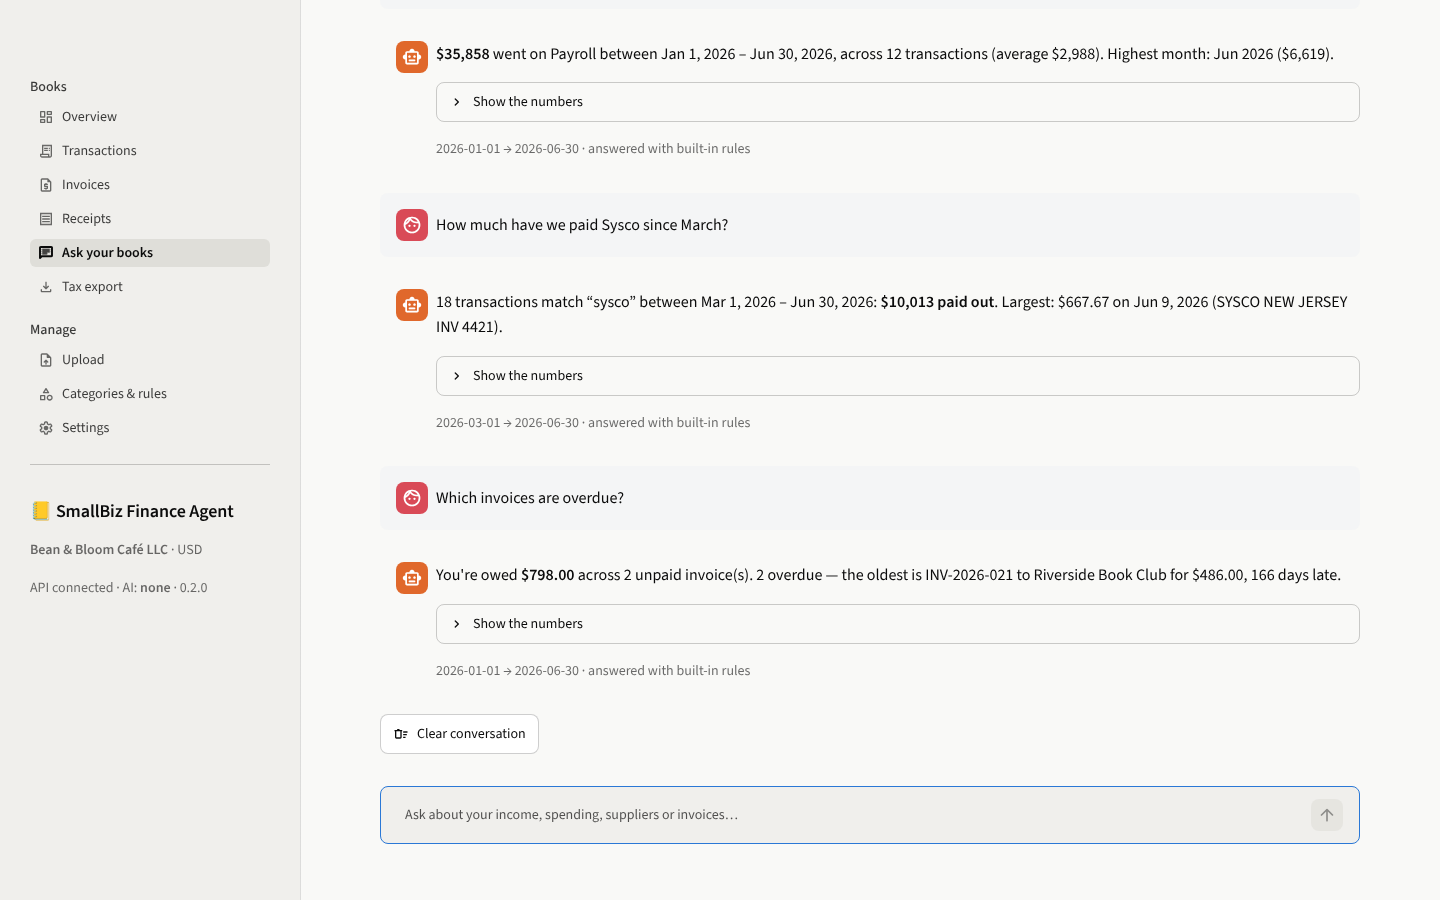 Books
Overview
Transactions
Invoices
Receipts
Ask your books
Tax export
Manage
Upload
Categories & rules
Settings
📒 SmallBiz Finance Agent
Bean & Bloom Café LLC · USD
API connected · AI: none · 0.2.0
$35,858 went on Payroll between Jan 1, 2026 – Jun 30, 2026, across 12 transactions (average $2,988). Highest month: Jun 2026 ($6,619).
Show the numbers
2026-01-01 → 2026-06-30 · answered with built-in rules
How much have we paid Sysco since March?
18 transactions match “sysco” between Mar 1, 2026 – Jun 30, 2026: $10,013 paid out. Largest: $667.67 on Jun 9, 2026 (SYSCO NEW JERSEY
INV 4421).
Show the numbers
2026-03-01 → 2026-06-30 · answered with built-in rules
Which invoices are overdue?
You're owed $798.00 across 2 unpaid invoice(s). 2 overdue — the oldest is INV-2026-021 to Riverside Book Club for $486.00, 166 days late.
Show the numbers
2026-01-01 → 2026-06-30 · answered with built-in rules
Clear conversation
Ask about your income, spending, suppliers or invoices…